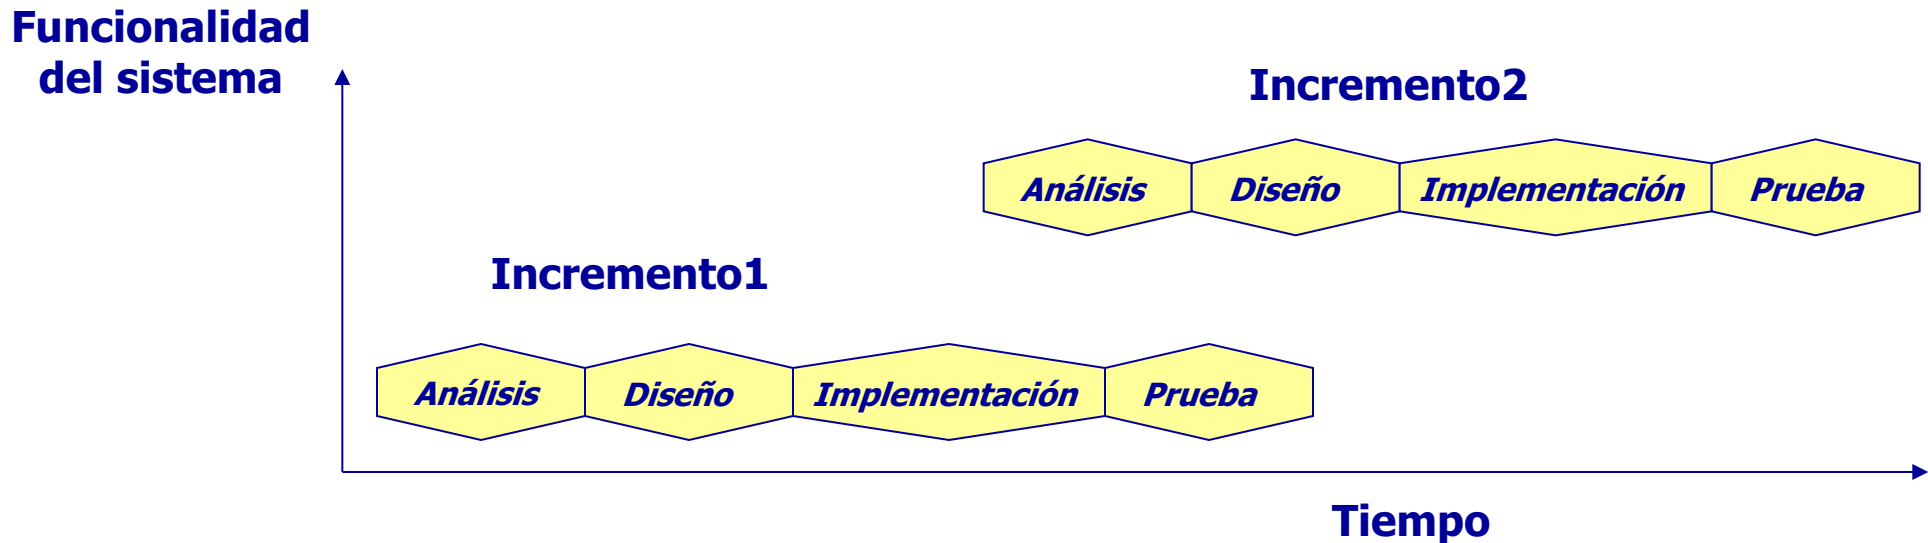 Funcionalidad
del sistema
Incremento2
Análisis Diseño Implementación Prueba
Incremento1
Análisis Diseño Implementación Prueba
Tiempo